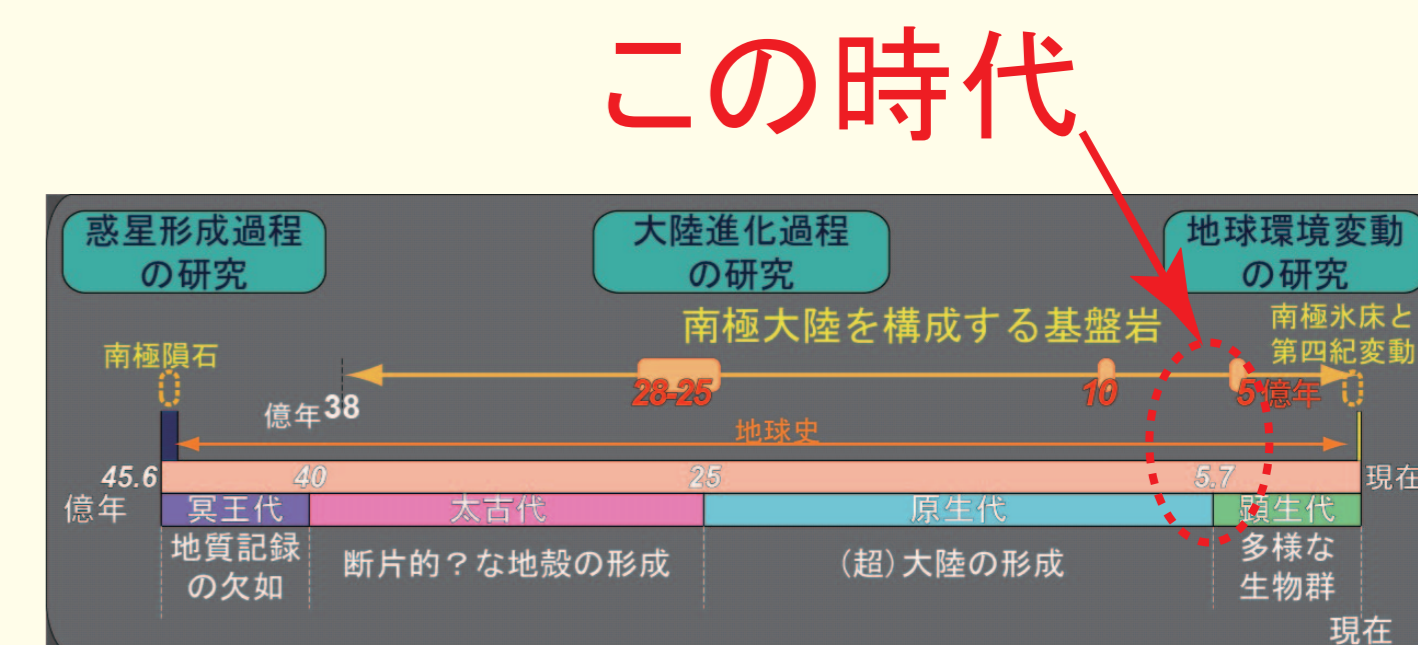 この時代
惑星形成過程
の研究
大陸進化過程
の研究
地球環境変動
の研究
南極大陸を構成する基盤岩
南極氷床と
第四紀変動
南極隕石
28-25
10
5億年
億年38
地球史
45.6
億年
40
25
5.7
現在
冥王代
太古代
原生代
顕生代
地質記録
の欠如
断片的？な地殻の形成
(超)大陸の形成
多様な
生物群
現在